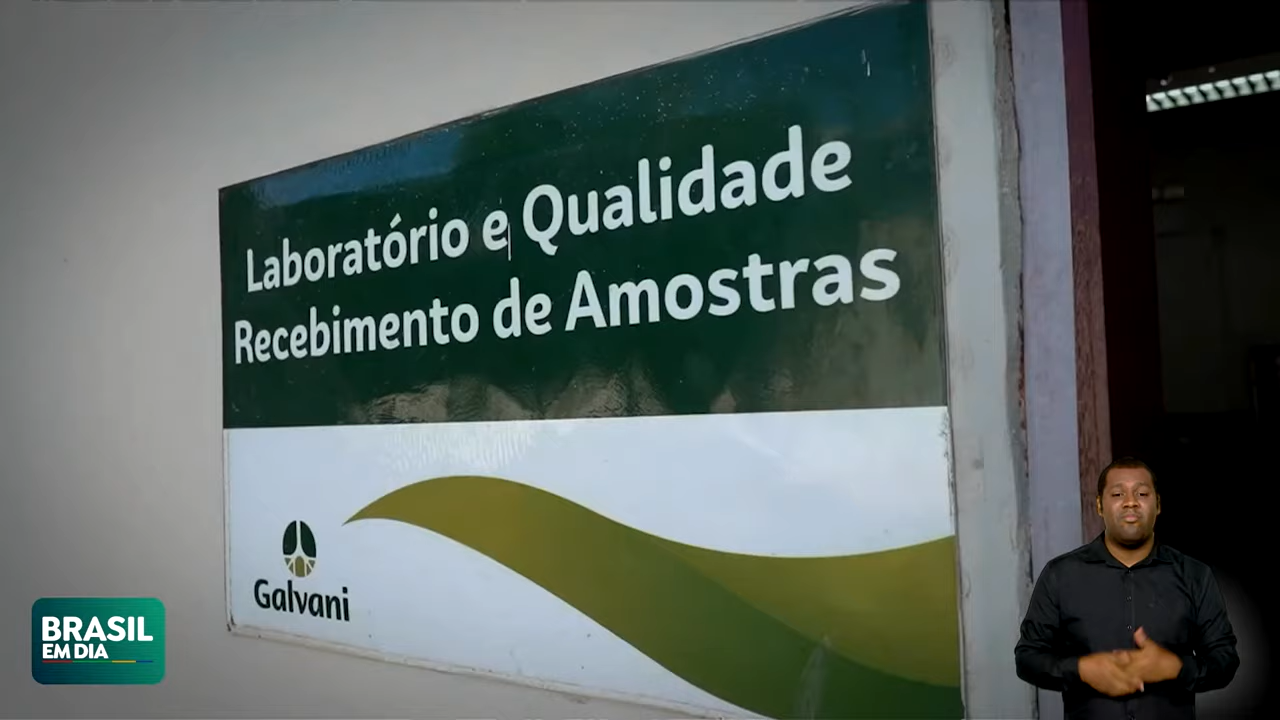 Laboratório e Qualidade
Recebimento de Amostras
Galvani
BRASIL
EM DIA